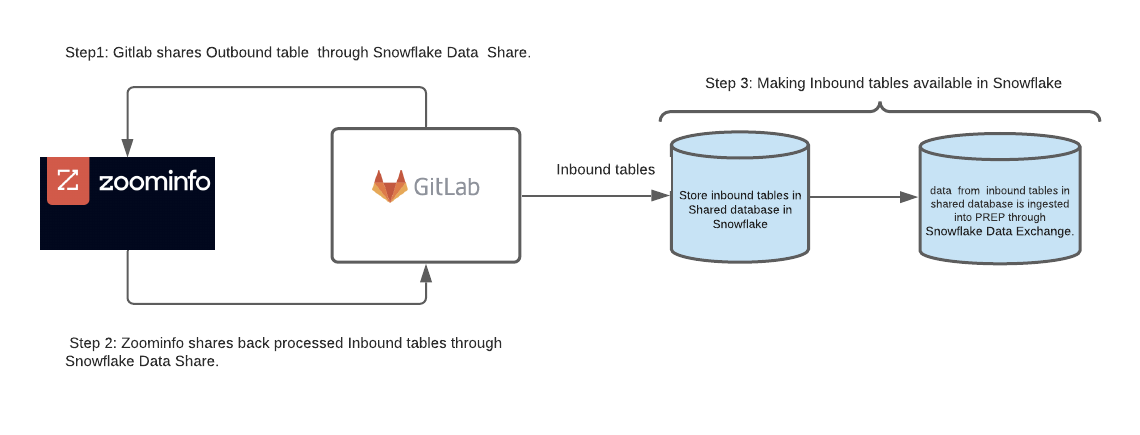 Step1: Gitlab shares Outbound table  through Snowflake Data  Share.
Step 3: Making Inbound tables available in Snowflake
zoominfo
GitLab
Inbound tables
Store inbound tables in
Shared database in
Snowflake
data  from  inbound tables in
shared database is ingested
into PREP through
Snowflake Data Exchange.
Step 2: Zoominfo shares back processed Inbound tables through
Snowflake Data Share.